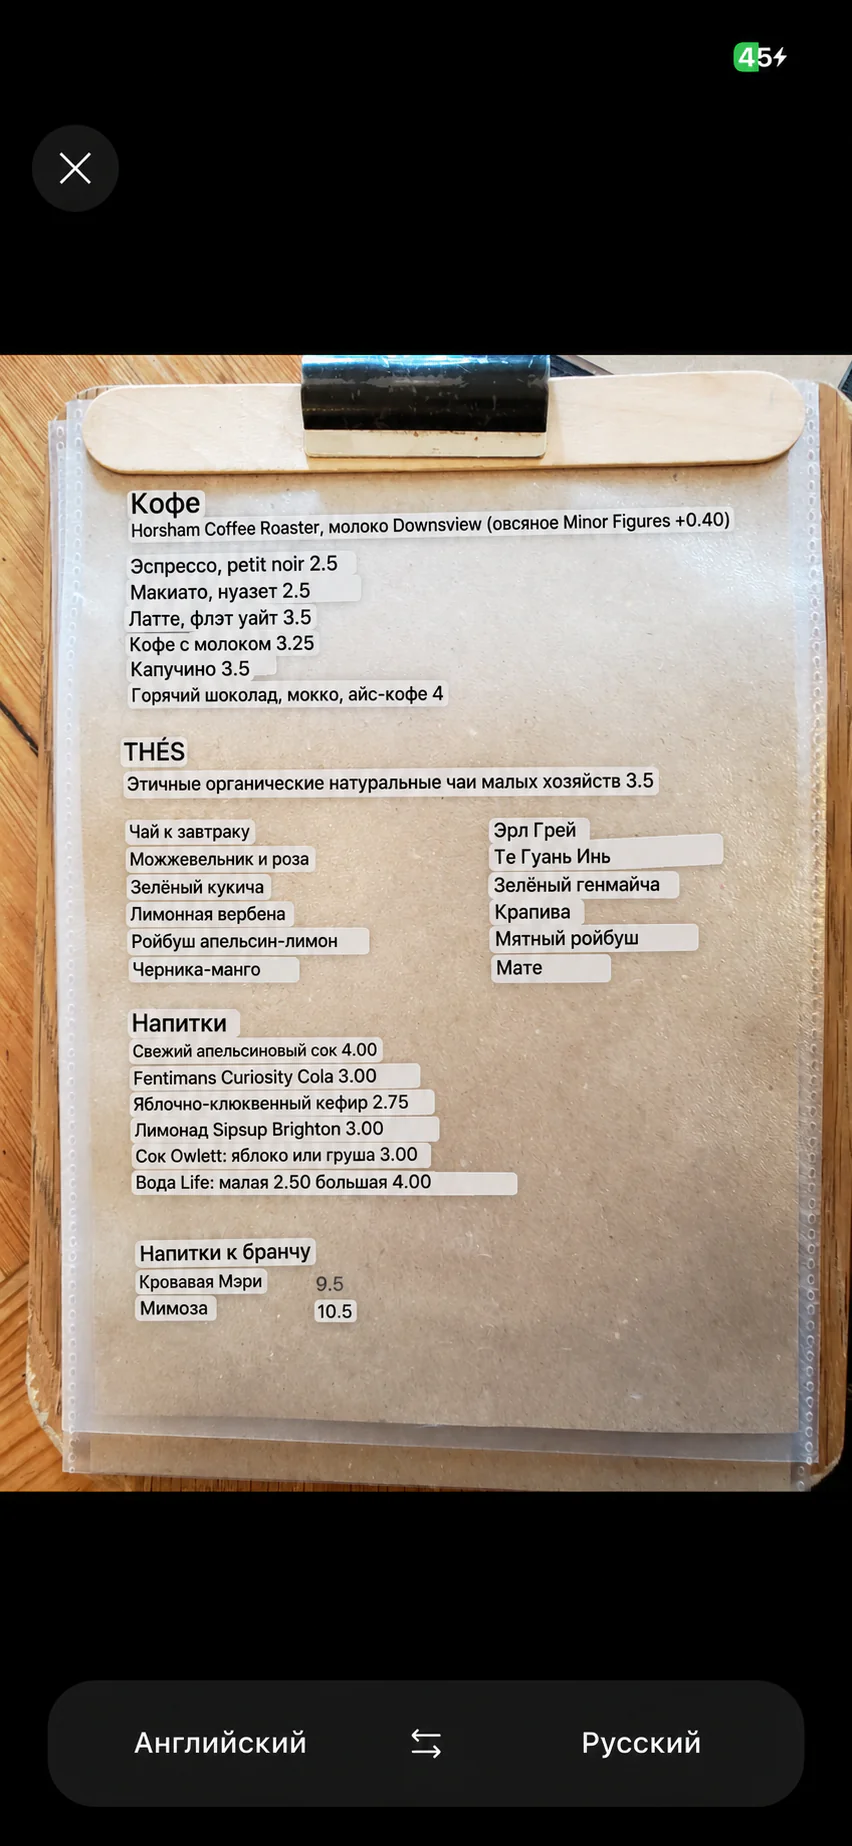 45
Кофе
Horsham Coffee Roaster, молоко Downsview (овсяное Minor Figures +0.40)
Эспрессо, petit noir 2.5
Макиато, нуазет 2.5
Латте, флэт уайт 3.5
Кофе с молоком 3.25
Капучино 3.5
Горячий шоколад, мокко, айс-кофе 4
THÉS
Этичные органические натуральные чаи малых хозяйств 3.5
Чай к завтраку
Можжевельник и роза
Зелёный кукича
Лимонная вербена
Ройбуш апельсин-лимон
Черника-манго
Эрл Грей
Те Гуань Инь
Зелёный генмайча
Крапива
Мятный ройбуш
Мате
Напитки
Свежий апельсиновый сок 4.00
Fentimans Curiosity Cola 3.00
Яблочно-клюквенный кефир 2.75
Лимонад Sipsup Brighton 3.00
Сок Owlett: яблоко или груша 3.00
Вода Life: малая 2.50 большая 4.00
Напитки к бранчу
Кровавая Мэри 9.5
Мимоза 10.5
Английский Русский